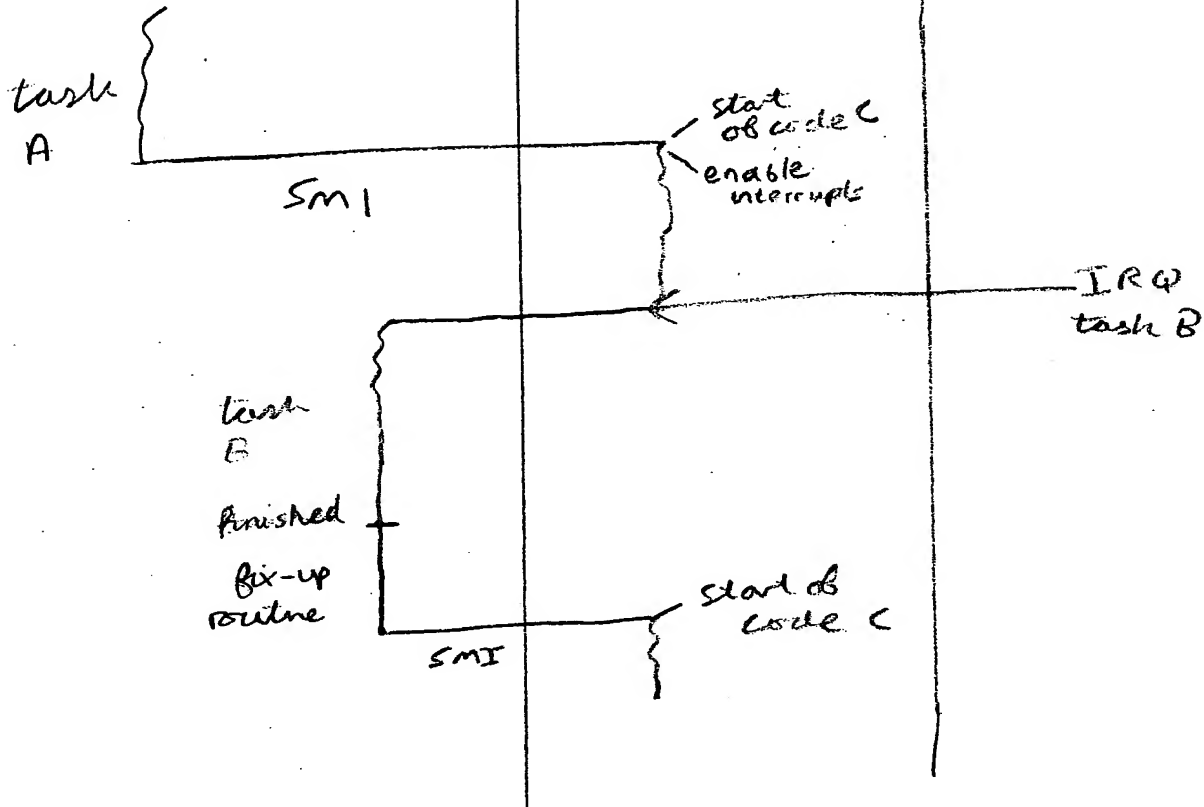 task
A
SMI
start
of code C
enable
interrupts
IRQ
task B
task
B
finished
fix-up
routine
SMI
start of
code C